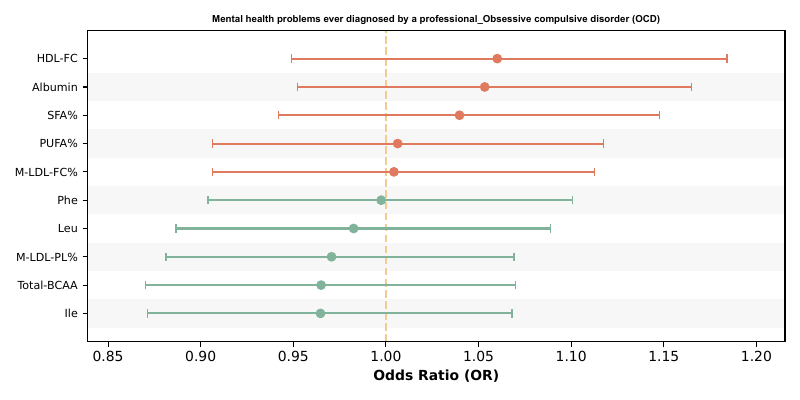 Mental health problems ever diagnosed by a professional_Obsessive compulsive disorder (OCD)
HDL-FC
Albumin
SFA%
PUFA%
M-LDL-FC%
Phe
Leu
M-LDL-PL%
Total-BCAA
Ile
0.85 0.90 0.95 1.00 1.05 1.10 1.15 1.20
Odds Ratio (OR)